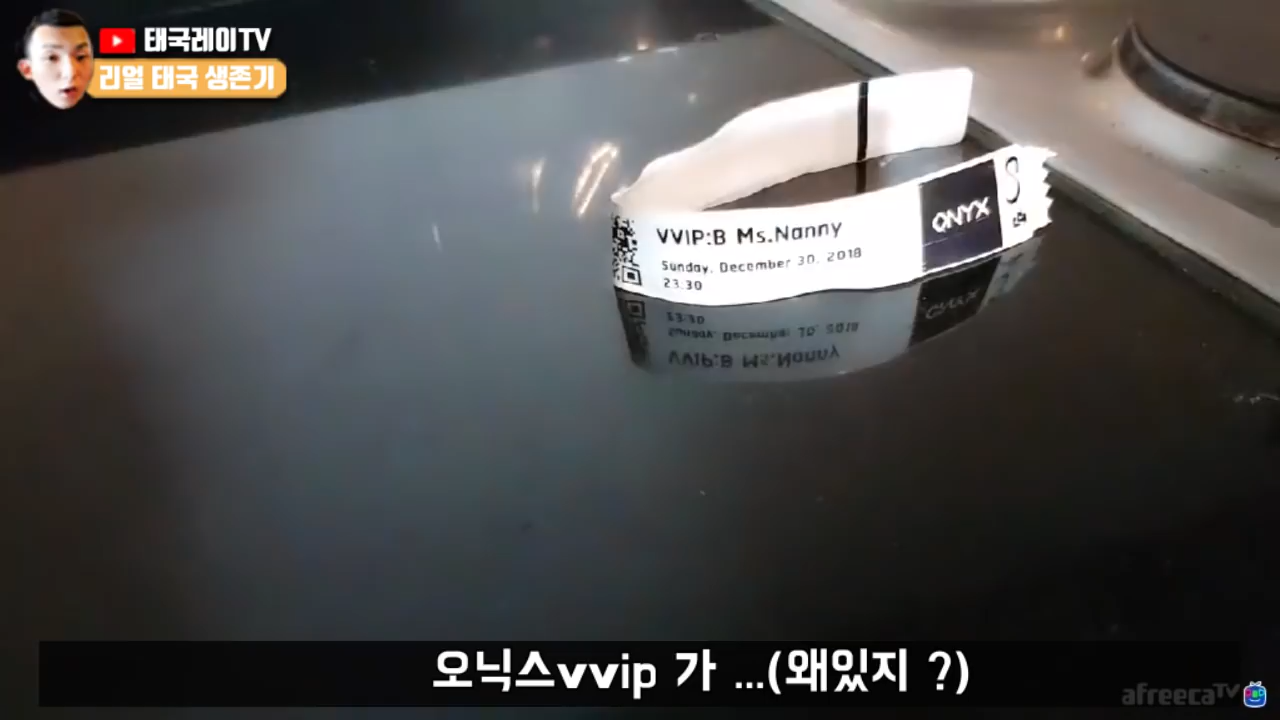 태국레이TV
리얼 태국 생존기
VVIP:B Ms.Nanny
Sunday, December 30, 2018
23:30
ONYX
오닉스vvip 가 ...(왜있지 ?)
afreecaTV